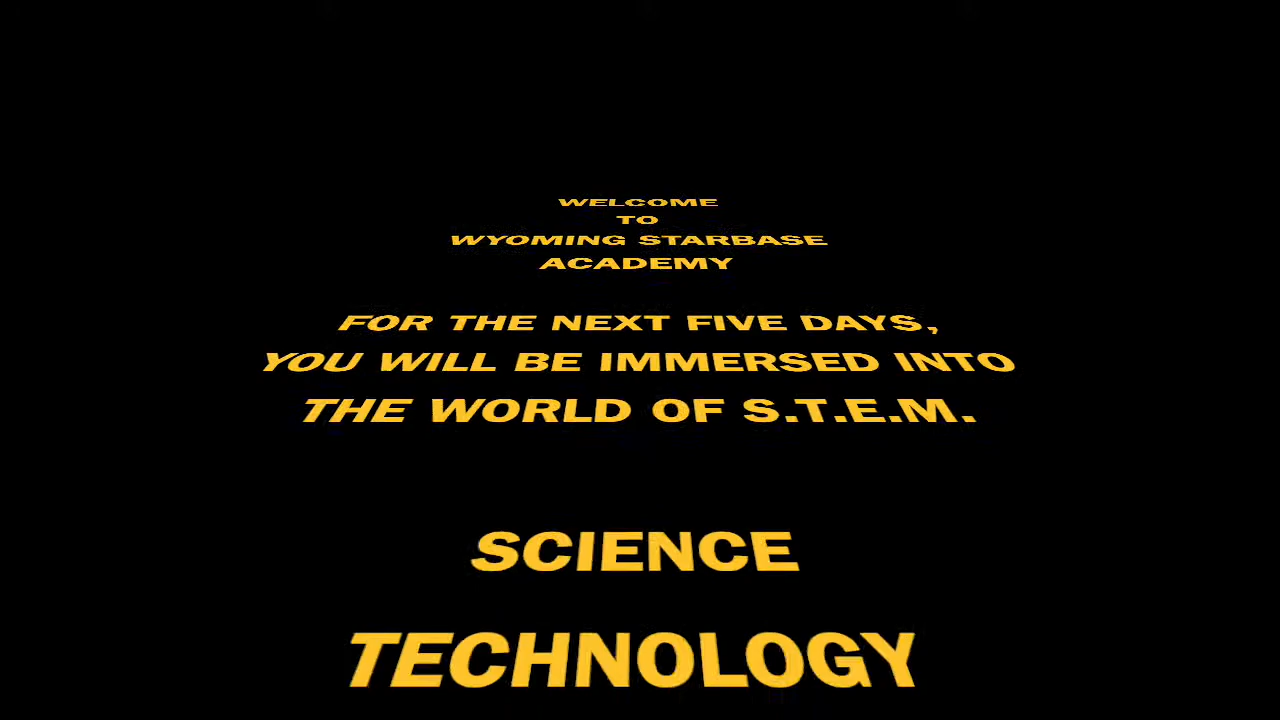 WELCOME
TO
WYOMING STARBASE
ACADEMY
FOR THE NEXT FIVE DAYS,
YOU WILL BE IMMERSED INTO
THE WORLD OF S.T.E.M.
SCIENCE
TECHNOLOGY